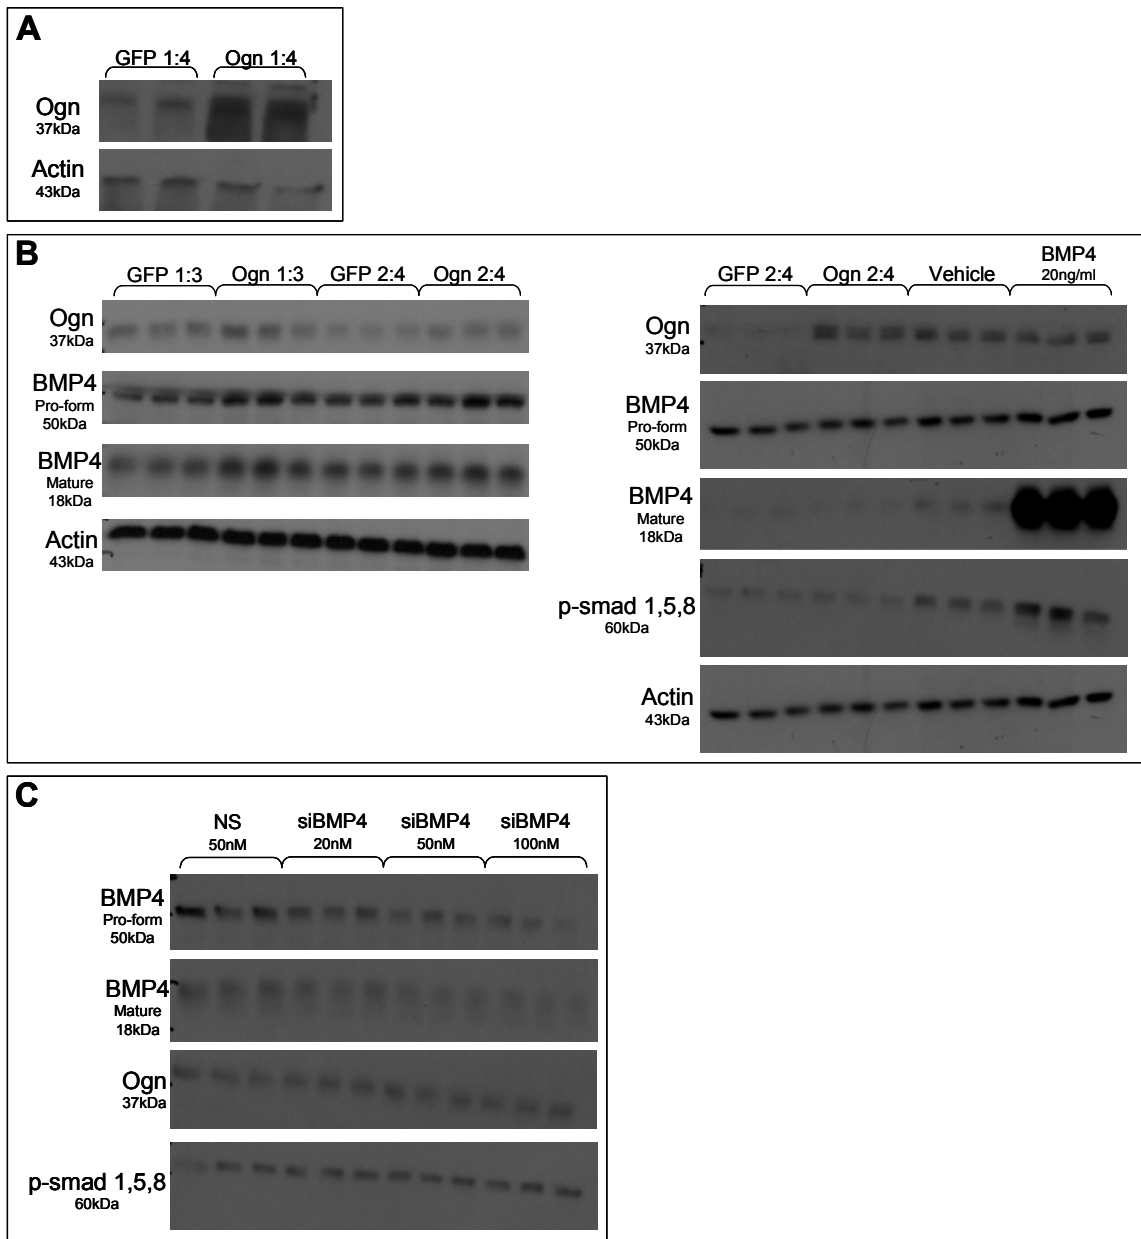 A
GFP 1:4 Ogn 1:4
Ogn
37kDa
Actin
43kDa
B
GFP 1:3 Ogn 1:3 GFP 2:4 Ogn 2:4
Ogn
37kDa
BMP4
Pro-form
50kDa
BMP4
Mature
18kDa
Actin
43kDa
GFP 2:4 Ogn 2:4 Vehicle BMP4
20ng/ml
Ogn
37kDa
BMP4
Pro-form
50kDa
BMP4
Mature
18kDa
p-smad 1,5,8
60kDa
Actin
43kDa
C
NS siBMP4 siBMP4 siBMP4
50nM 20nM 50nM 100nM
BMP4
Pro-form
50kDa
BMP4
Mature
18kDa
Ogn
37kDa
p-smad 1,5,8
60kDa